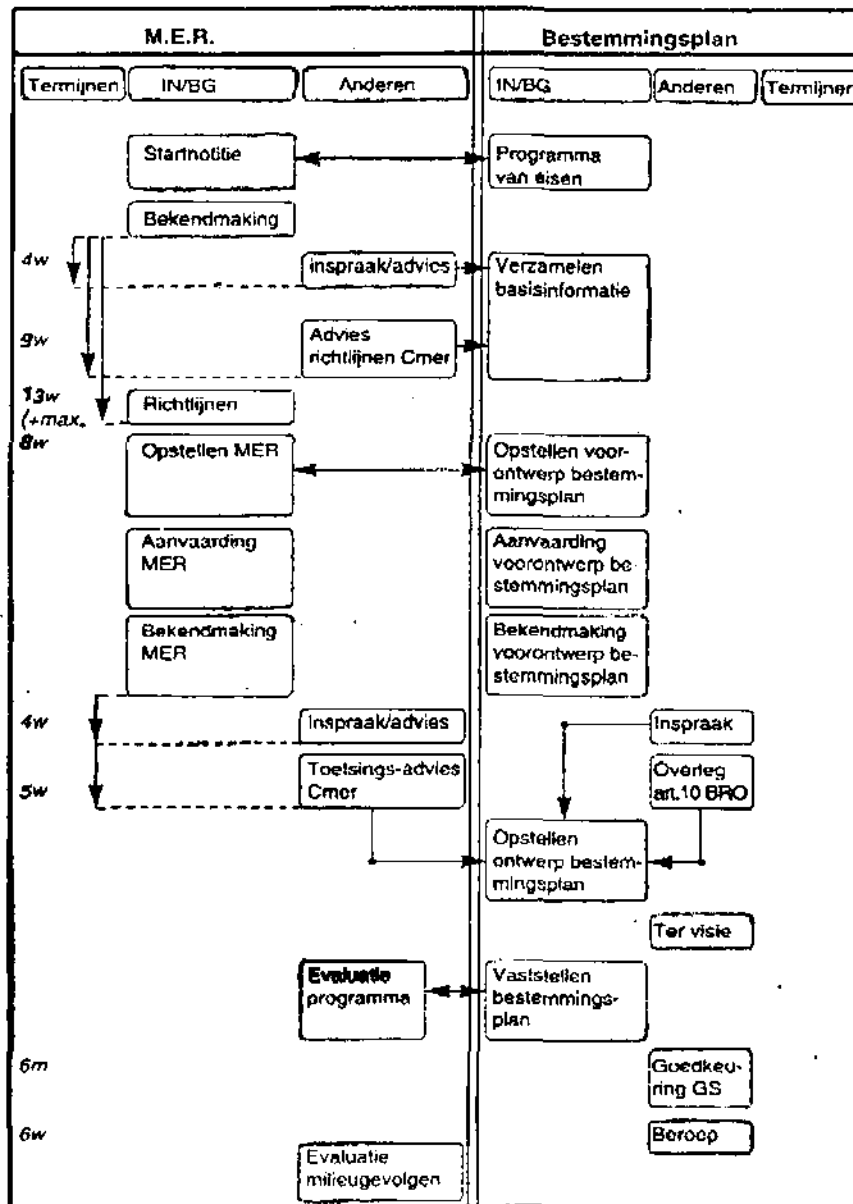 M.E.R. Bestemmingsplan
Termijnen IN/BG Anderen IN/BG Anderen Termijnen
Startnotitie
Programma
van eisen
Bekendmaking
4w
inspraak/advies
Verzamelen
basisinformatie
9w
Advies
richtlijnen Cmer
13w
(+max.
8w
Richtlijnen
Opstellen MER
Opstellen voor-
ontwerp bestem-
mingsplan
Aanvaarding
MER
Aanvaarding
voorontwerp be-
stemmingsplan
Bekendmaking
MER
Bekendmaking
voorontwerp be-
stemmingsplan
4w
Inspraak/advies
Inspraak
5w
Toetsings-advies
Cmer
Overleg
art.10 BRO
Opstellen
ontwerp bestem-
mingsplan
Ter visie
Evaluatie
programma
Vaststellen
bestemmings-
plan
6m
Goedkeu-
ring GS
6w
Beroep
Evaluatie
milieugevolgen